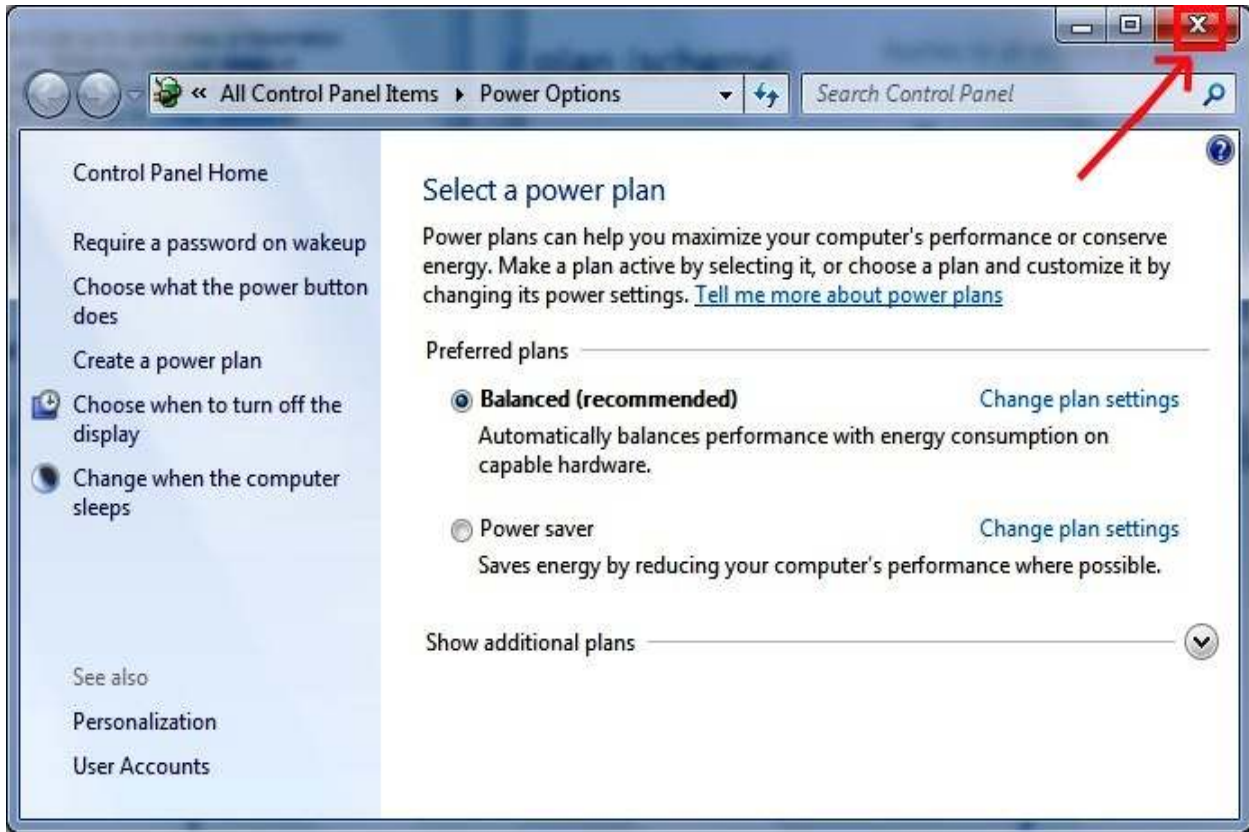 « All Control Panel Items ▸ Power Options
Search Control Panel
Control Panel Home
Require a password on wakeup
Choose what the power button
does
Create a power plan
Choose when to turn off the
display
Change when the computer
sleeps
See also
Personalization
User Accounts
Select a power plan
Power plans can help you maximize your computer's performance or conserve
energy. Make a plan active by selecting it, or choose a plan and customize it by
changing its power settings. Tell me more about power plans
Preferred plans
Balanced (recommended) Change plan settings
Automatically balances performance with energy consumption on
capable hardware.
Power saver Change plan settings
Saves energy by reducing your computer's performance where possible.
Show additional plans